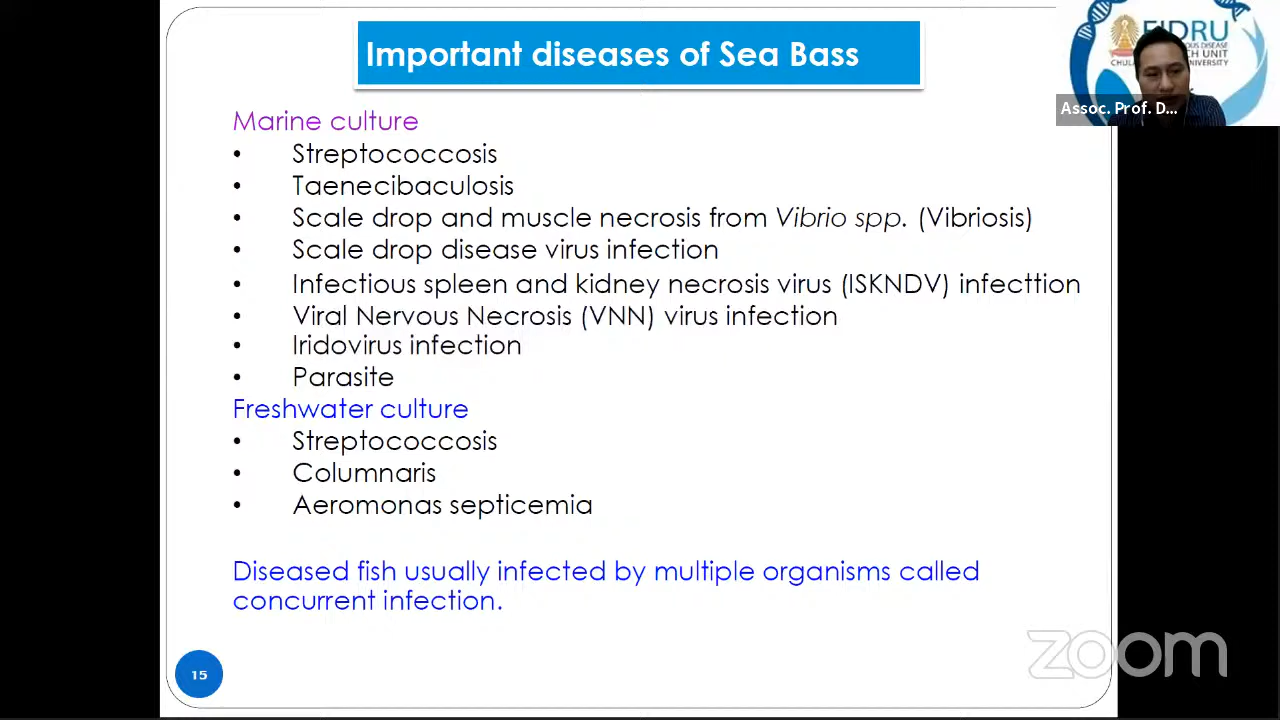 Important diseases of Sea Bass
FIDRU
Assoc. Prof. D...
Marine culture
• Streptococcosis
• Taenecibaculosis
• Scale drop and muscle necrosis from Vibrio spp. (Vibriosis)
• Scale drop disease virus infection
• Infectious spleen and kidney necrosis virus (ISKNDV) infecttion
• Viral Nervous Necrosis (VNN) virus infection
• Iridovirus infection
• Parasite
Freshwater culture
• Streptococcosis
• Columnaris
• Aeromonas septicemia
Diseased fish usually infected by multiple organisms called
concurrent infection.
15
zoom